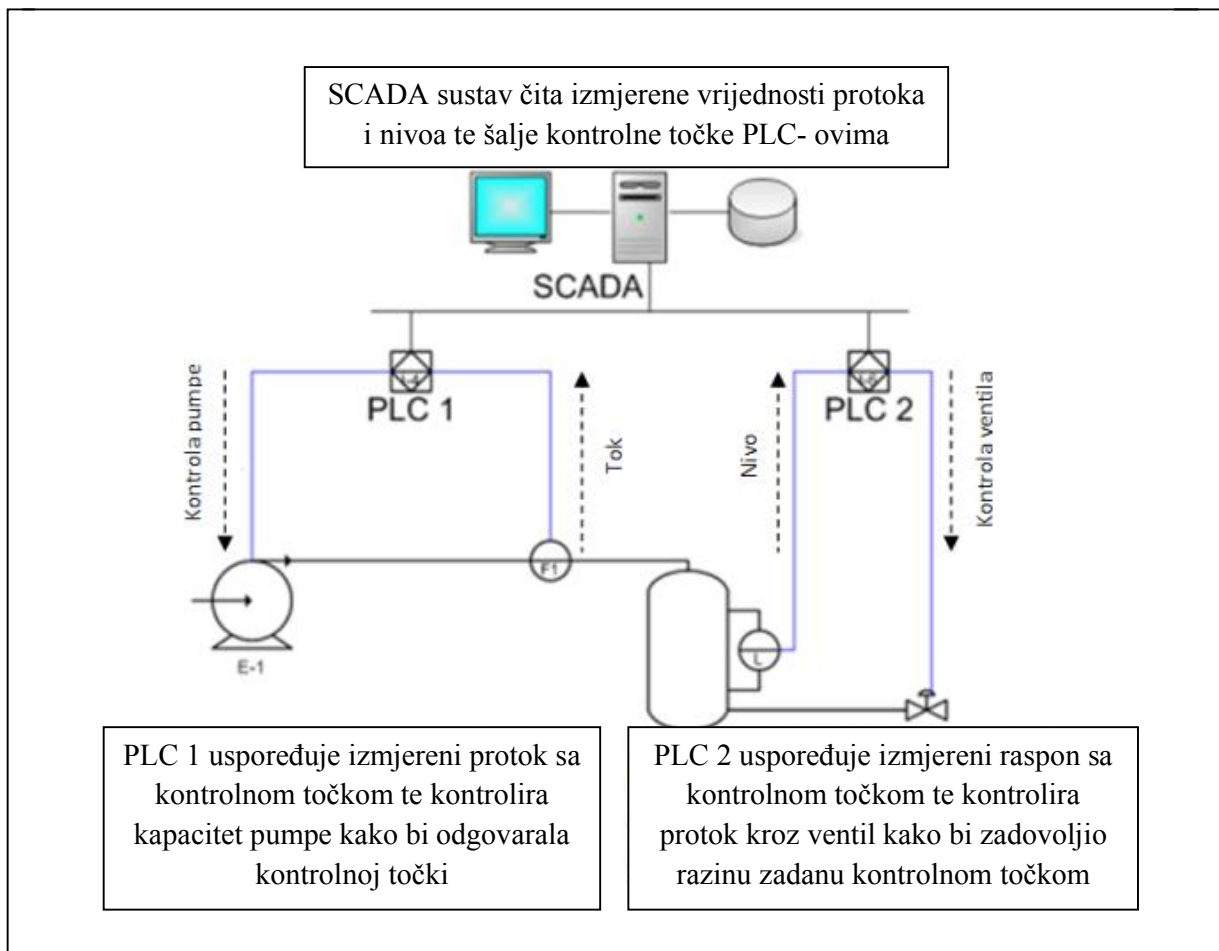 SCADA sustav čita izmjerene vrijednosti protoka
i nivoa te šalje kontrolne točke PLC- ovima
SCADA
I-4
I-6
PLC 1
PLC 2
Kontrola pumpe
Tok
Nivo
Kontrola ventila
F1
E-1
L
PLC 1 uspoređuje izmjereni protok sa
kontrolnom točkom te kontrolira
kapacitet pumpe kako bi odgovarala
kontrolnoj točki
PLC 2 uspoređuje izmjereni raspon sa
kontrolnom točkom te kontrolira
protok kroz ventil kako bi zadovoljio
razinu zadanu kontrolnom točkom